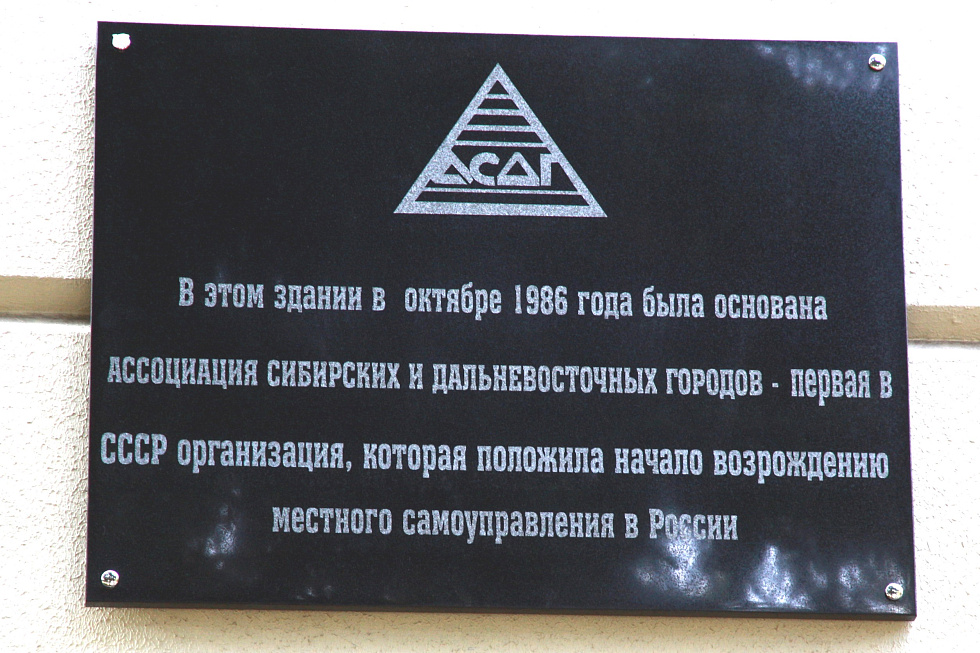 АСДГ
В этом здании в октябре 1986 года была основана
АССОЦИАЦИЯ СИБИРСКИХ И ДАЛЬНЕВОСТОЧНЫХ ГОРОДОВ - первая в
СССР организация, которая положила начало возрождению
местного самоуправления в России